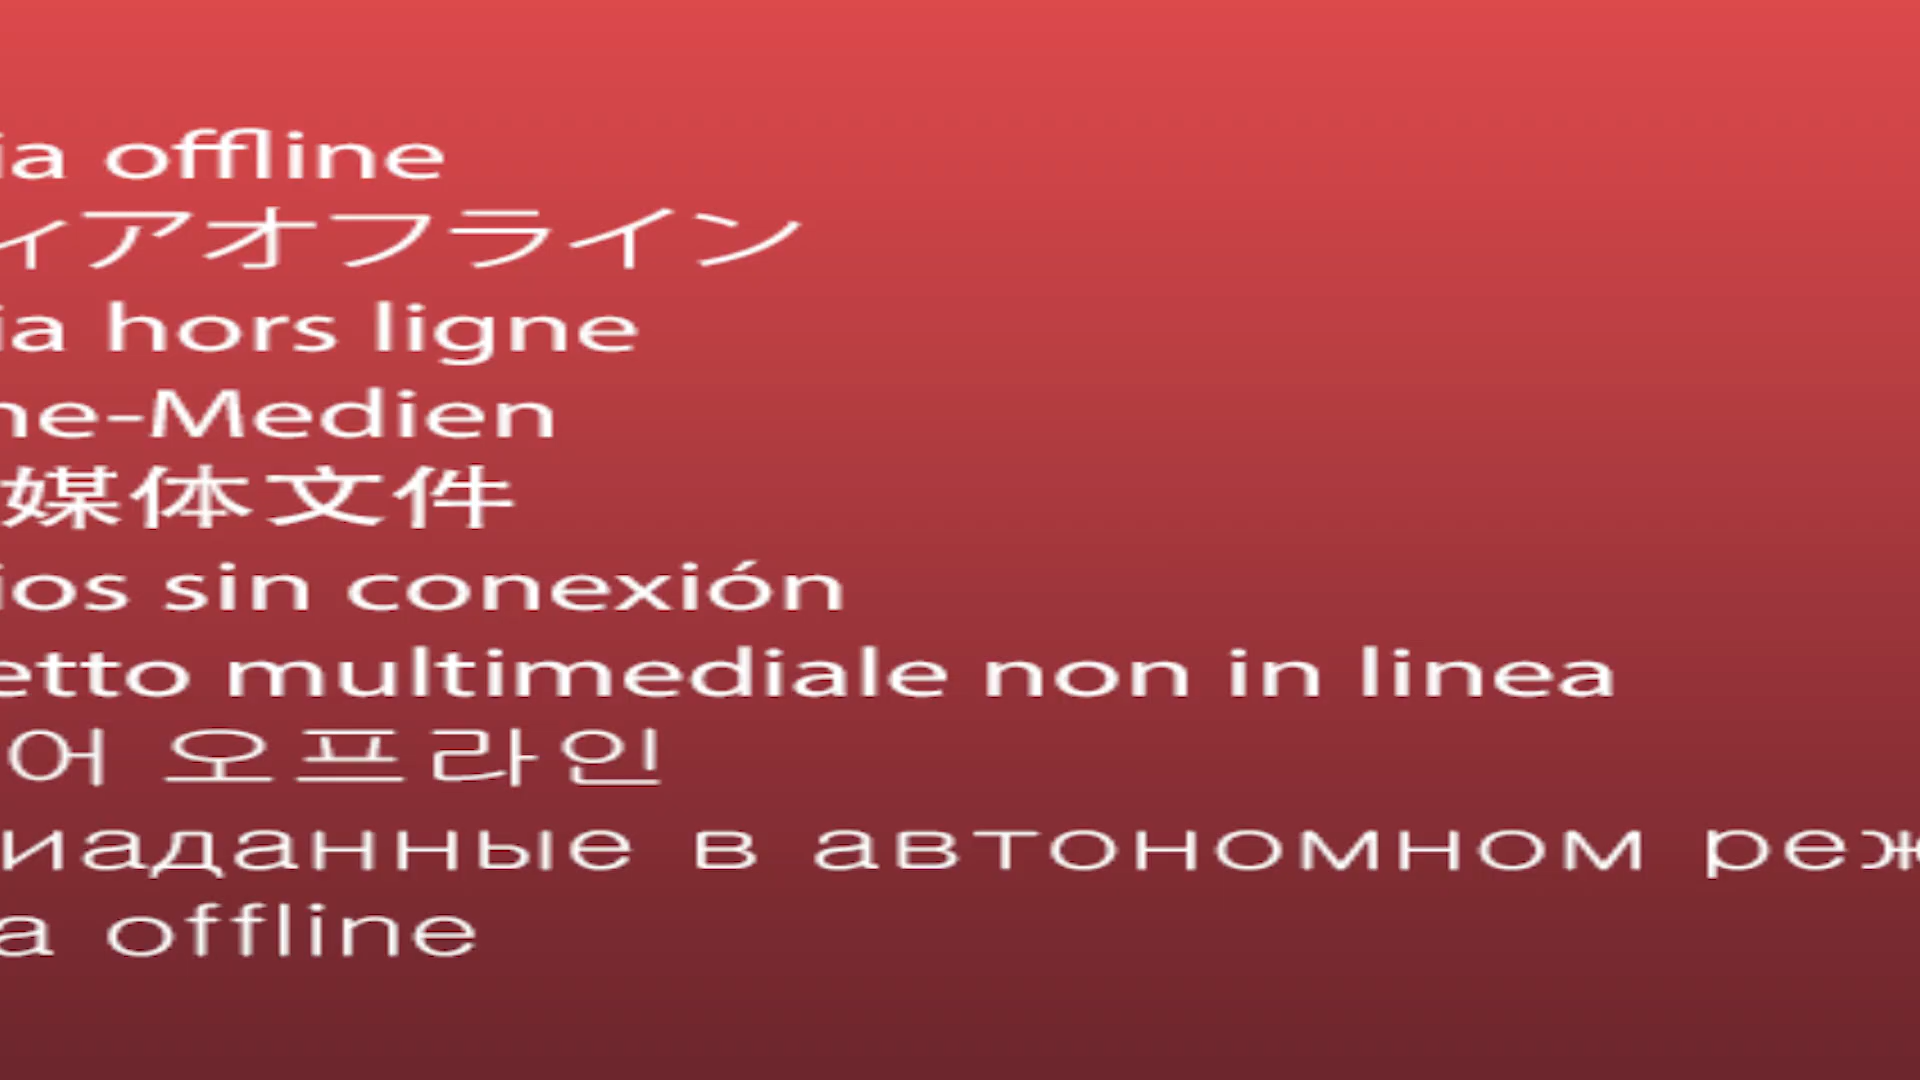 ia offline
ィアオフライン
ia hors ligne
ne-Medien
媒体文件
ios sin conexión
etto multimediale non in linea
어 오프라인
иаданные в автономном реж
a offline